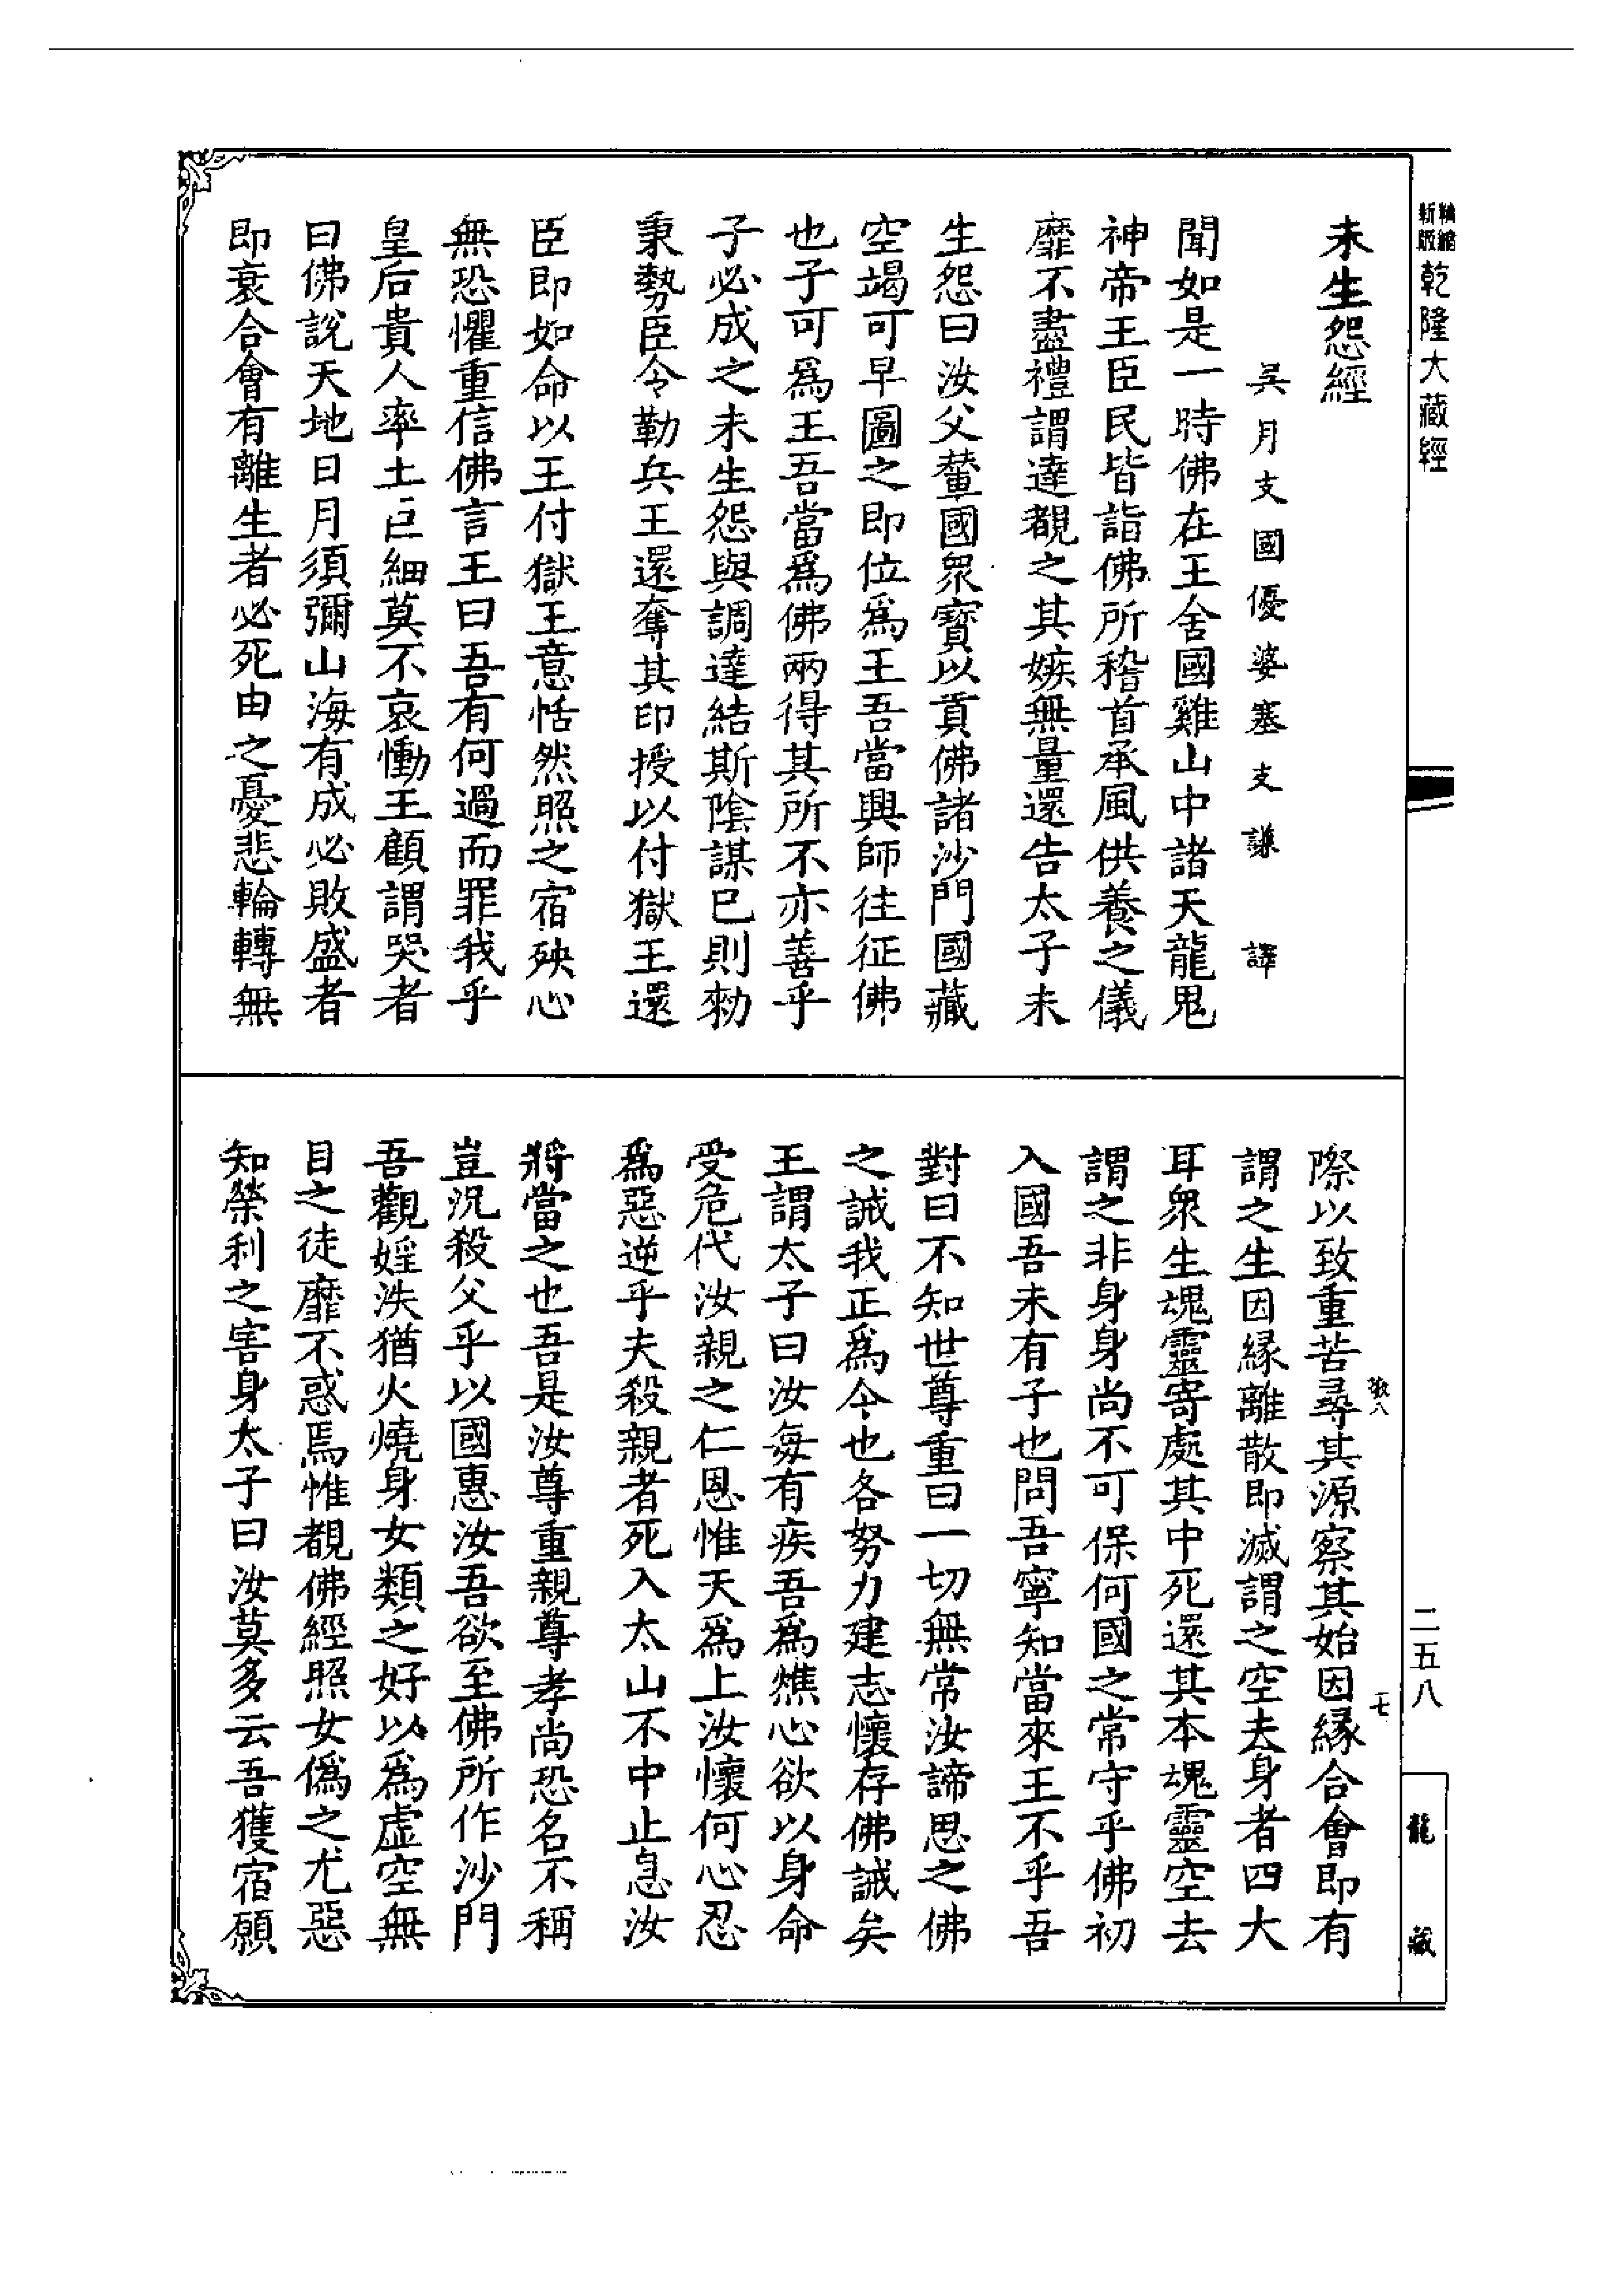 新縮
版輯
乾隆大藏經
未生怨經
吳月支國優婆塞支謙 譯
聞如是一時佛在王舍國雞山中諸天龍鬼
神帝王臣民皆詣佛所稽首承風供養之儀
靡不盡禮謂達覩之其嫉無量還告太子未
生怨曰汝父輦國眾寶以貢佛諸沙門國藏
空竭可早圖之即位為王吾當興師往征佛
也子可為王吾當為佛兩得其所不亦善乎
子必成之未生怨與調達結斯陰謀已則勑
秉勢臣令勒兵王還奪其印授以付獄王還
臣即如命以王付獄王意恬然照之宿殃心
無恐懼重信佛言王曰吾有何過而罪我乎
皇后貴人率土巨細莫不哀慟王顧謂哭者
曰佛說天地日月須彌山海有成必敗盛者
即衰合會有離生者必死由之憂悲輪轉無
際以致重苦尋其源察其始因緣合會即有
謂之生因緣離散即滅謂之空夫身者四大
耳眾生魂靈寄處其中死還其本魂靈空去
謂之非身身尚不可保何國之常守乎佛初
入國吾未有子也問吾寧知當來王不乎吾
對曰不知世尊重曰一切無常汝諦思之佛
之誡我正為今也各努力建志懷存佛誡矣
王謂太子曰汝每有疾吾為燋心欲以身命
受危代汝親之仁恩惟天為上汝懷何心忍
為惡逆乎夫殺親者死入太山不中止息汝
將當之也吾是汝尊重親尊孝尚恐名不稱
豈況殺父乎以國惠汝吾欲至佛所作沙門
吾觀婬泆猶火燒身女類之好以為虛空無
目之徒靡不惑焉惟覩佛經照女偽之尤惡
知榮利之害身太子曰汝莫多云吾獲宿願
敬八
七
二五八
龍藏